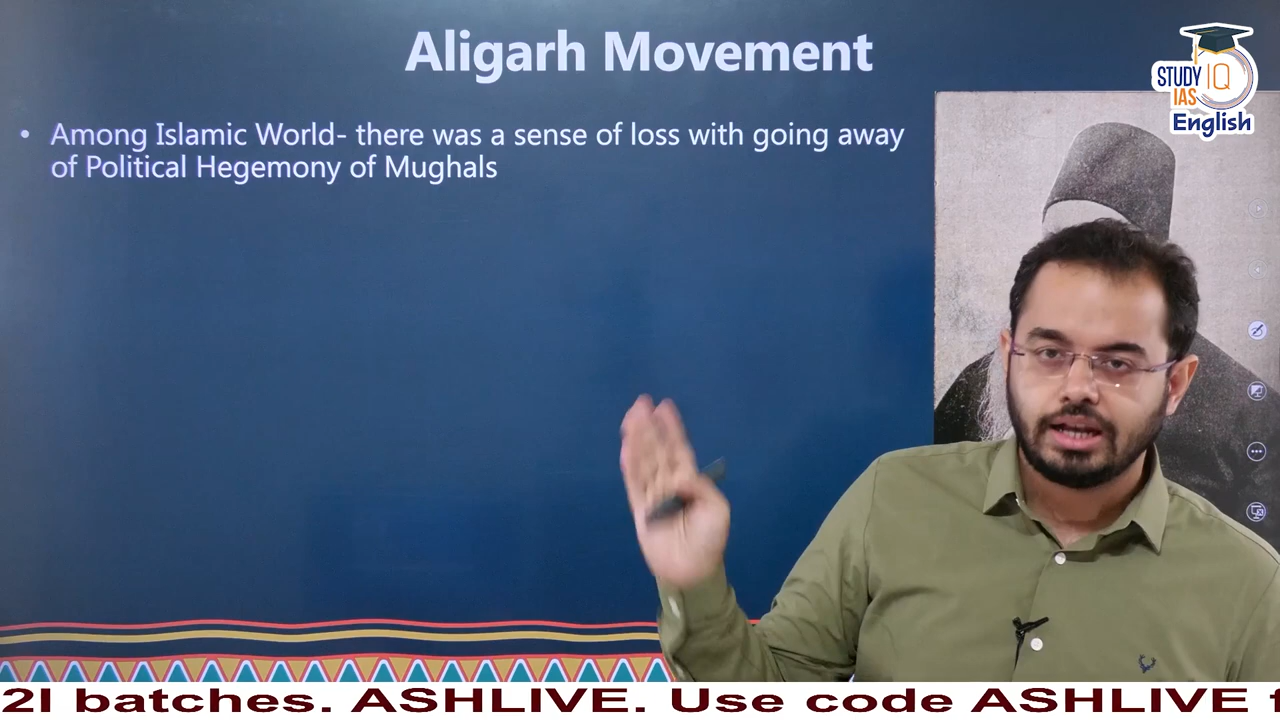 Aligarh Movement
STUDY IQ
IAS
English
• Among Islamic World- there was a sense of loss with going away
of Political Hegemony of Mughals
2I batches. ASHLIVE. Use code ASHLIVE